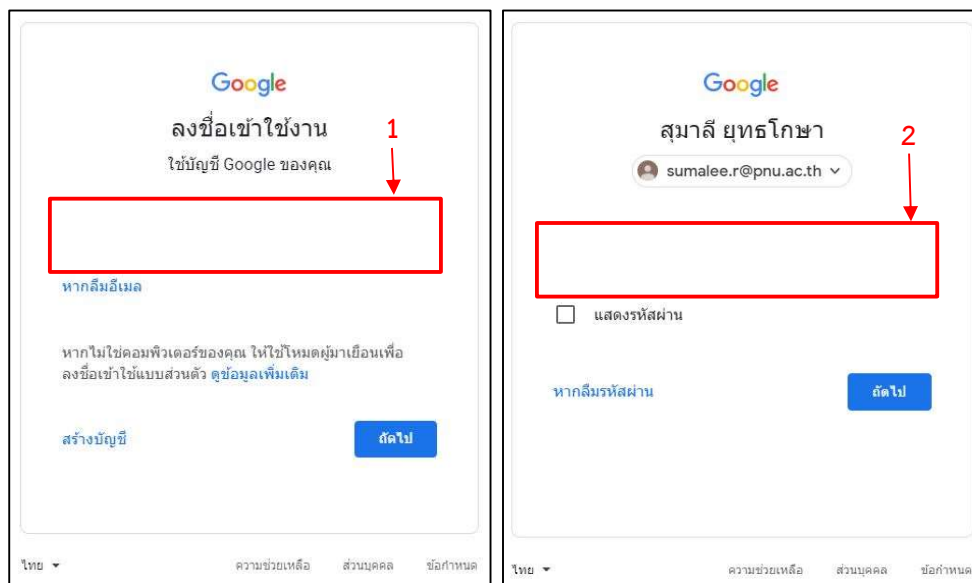 Google
ลงชื่อเข้าใช้งาน
1
ใช้บัญชี Google ของคุณ
หากลืมอีเมล
หากไม่ใช่คอมพิวเตอร์ของคุณ ให้ใช้โหมดผู้มาเยือนเพื่อ
ลงชื่อเข้าใช้แบบส่วนตัว ดูข้อมูลเพิ่มเติม
สร้างบัญชี
ถัดไป
ไทย
ความช่วยเหลือ
ส่วนบุคคล
ข้อกำหนด
Google
สุมาลี ยุทธโกษา
2
sumalee.r@pnu.ac.th
แสดงรหัสผ่าน
หากลืมรหัสผ่าน
ถัดไป
ไทย
ความช่วยเหลือ
ส่วนบุคคล
ข้อกำหนด